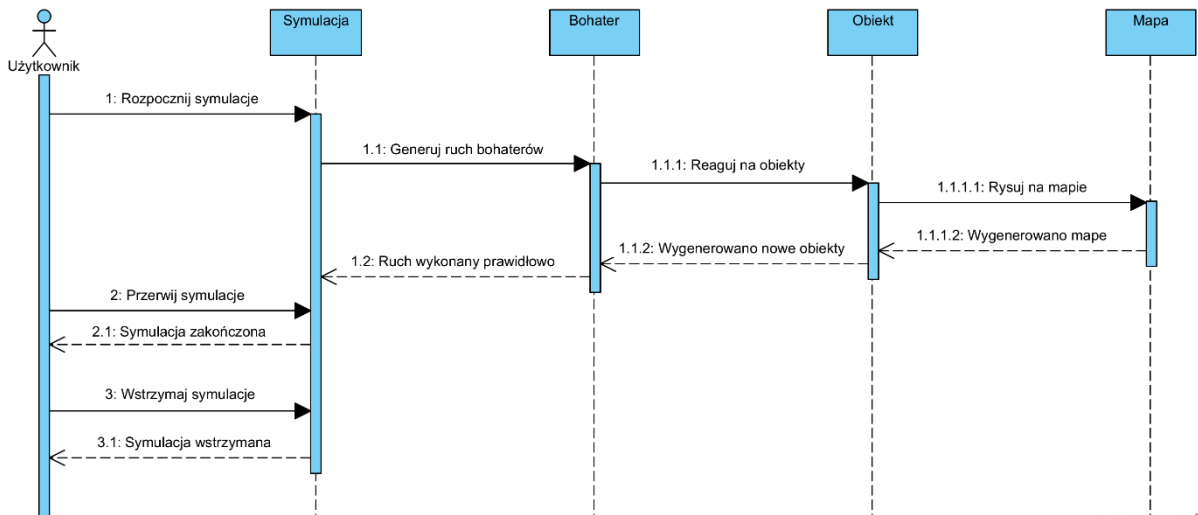 Symulacja
Bohater
Obiekt
Mapa
Użytkownik
1: Rozpocznij symulacje
1.1: Generuj ruch bohaterów
1.1.1: Reaguj na obiekty
1.1.1.1: Rysuj na mapie
1.1.1.2: Wygenerowano mape
1.1.2: Wygenerowano nowe obiekty
1.2: Ruch wykonany prawidłowo
2: Przerwij symulacje
2.1: Symulacja zakończona
3: Wstrzymaj symulacje
3.1: Symulacja wstrzymana